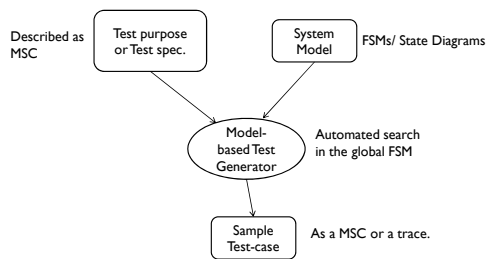 Described as
MSC
Test purpose
or Test spec.
System
Model
FSMs/ State Diagrams
Model-
based Test
Generator
Automated search
in the global FSM
Sample
Test-case
As a MSC or a trace.